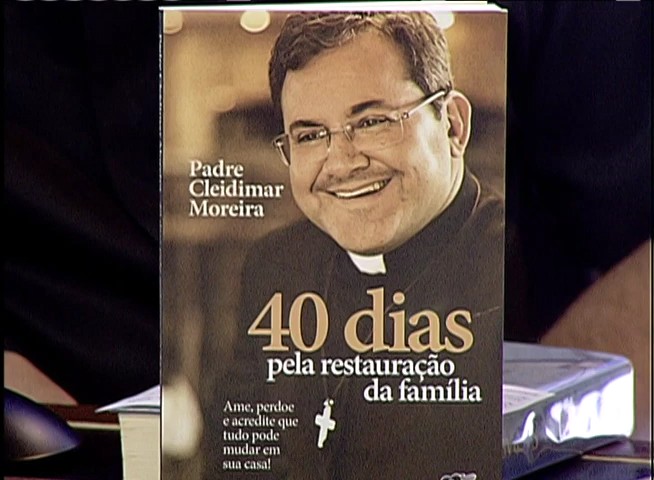 Padre
Cleidimar
Moreira
40 dias
pela restauração
da família
Ame, perdoe
e acredite que
tudo pode
mudar em
sua casa!